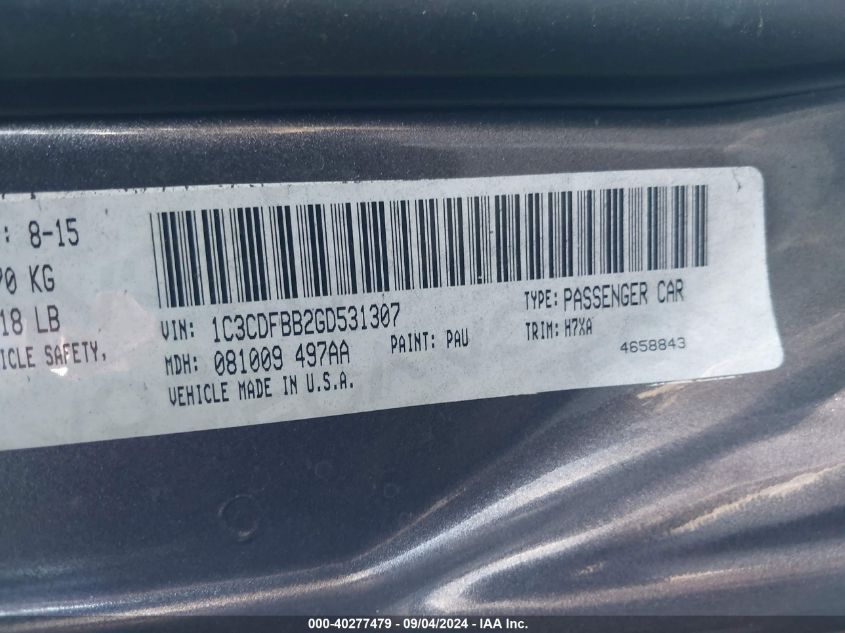 : 8-15
90 KG
18 LB
ICLE SAFETY,
VIN: 1C3CDFBB2GD531307
TYPE: PASSENGER CAR
MDH: 081009 497AA
PAINT: PAU
TRIM: H7XA
VEHICLE MADE IN U.S.A.
4658843
000-40277479 - 09/04/2024 - IAA Inc.